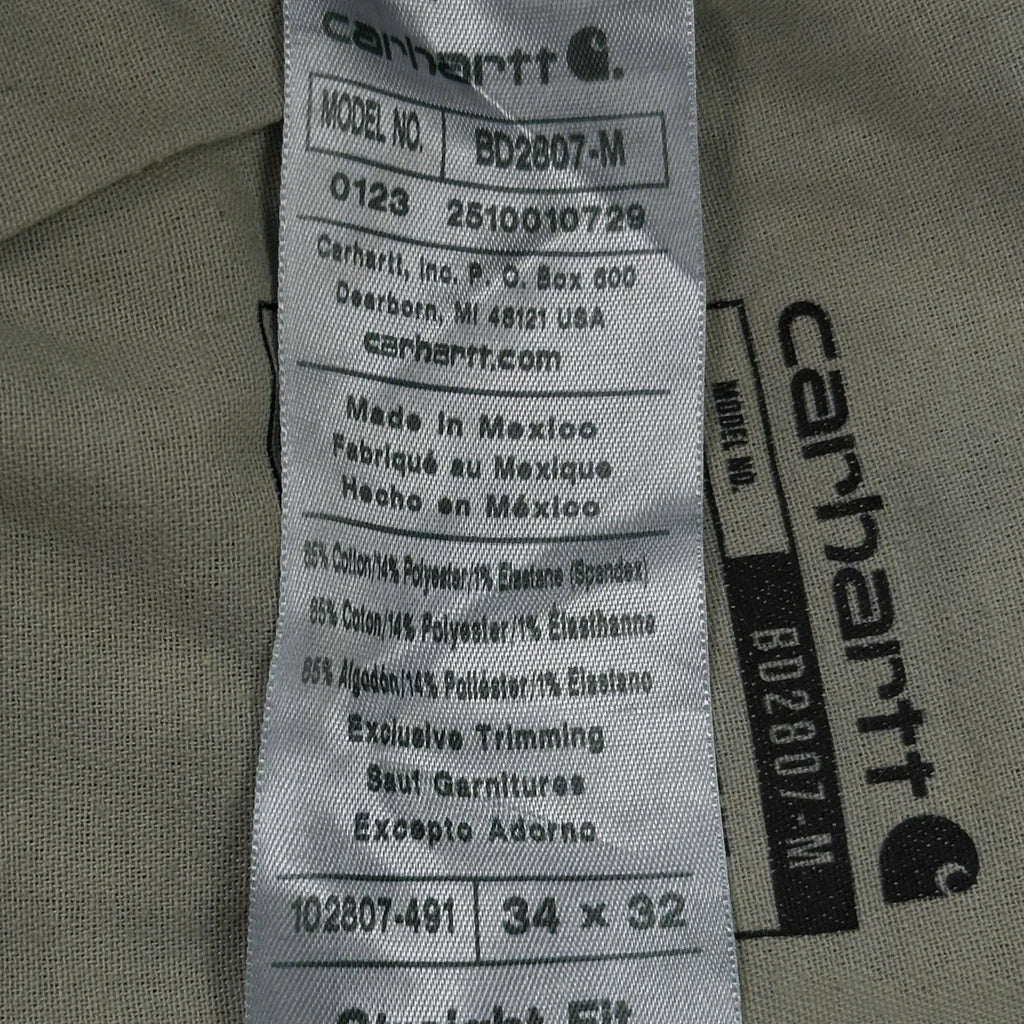 carhartt
MODEL NO. BD2807-M
0123 2510010729
Carhartt, Inc. P. O. Box 600
Dearborn, MI 48121 USA
carhartt.com
Made in Mexico
Fabriqué au Mexique
Hecho en México
85% Cotton/14% Polyester/1% Elastane (Spandex)
85% Coton/14% Polyester/1% Élasthanne
85% Algodón/14% Poliéster/1% Elastano
Exclusive Trimming
Sauf Garnitures
Excepto Adorno
102807-491 34 x 32
Straight Fit
carhartt
MODEL NO. BD2807-M